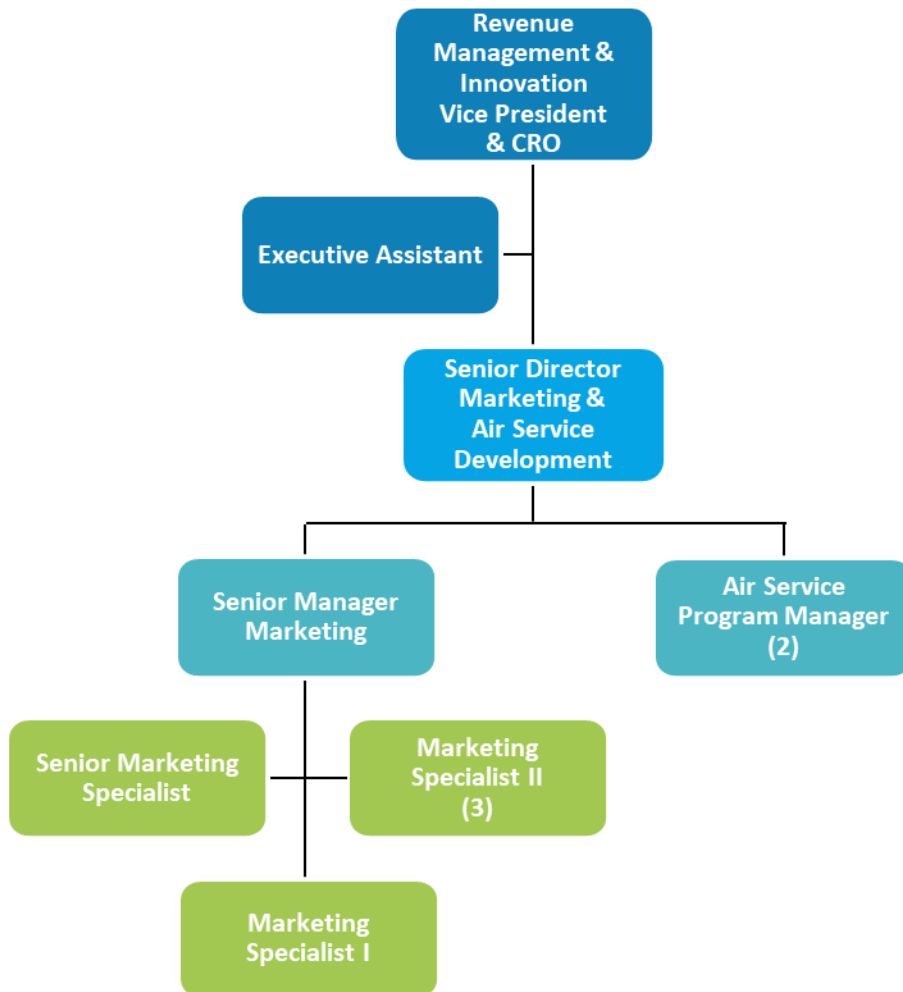 Revenue
Management &
Innovation
Vice President
& CRO
Executive Assistant
Senior Director
Marketing &
Air Service
Development
Senior Manager
Marketing
Air Service
Program Manager
(2)
Senior Marketing
Specialist
Marketing
Specialist II
(3)
Marketing
Specialist I